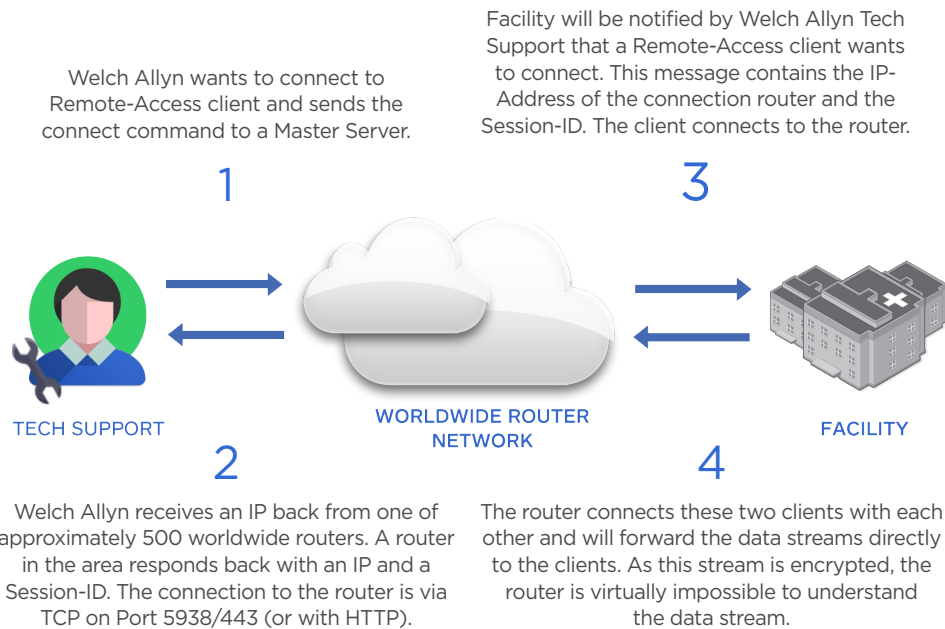 Welch Allyn wants to connect to
Remote-Access client and sends the
connect command to a Master Server.
1
Facility will be notified by Welch Allyn Tech
Support that a Remote-Access client wants
to connect. This message contains the IP-
Address of the connection router and the
Session-ID. The client connects to the router.
3
TECH SUPPORT
WORLDWIDE ROUTER
NETWORK
FACILITY
2
Welch Allyn receives an IP back from one of
approximately 500 worldwide routers. A router
in the area responds back with an IP and a
Session-ID. The connection to the router is via
TCP on Port 5938/443 (or with HTTP).
4
The router connects these two clients with each
other and will forward the data streams directly
to the clients. As this stream is encrypted, the
router is virtually impossible to understand
the data stream.